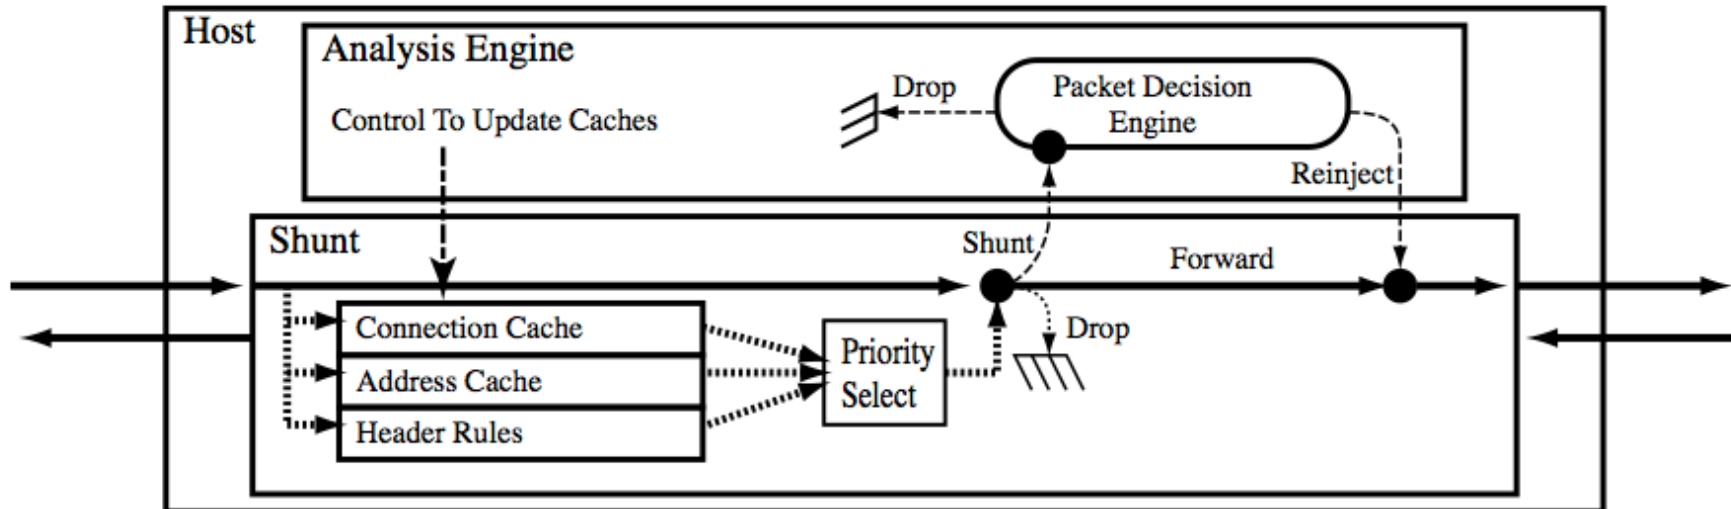 Host
Analysis Engine
Control To Update Caches
Drop
Packet Decision
Engine
Reinject
Shunt
Shunt
Forward
Drop
Connection Cache
Address Cache
Header Rules
Priority
Select